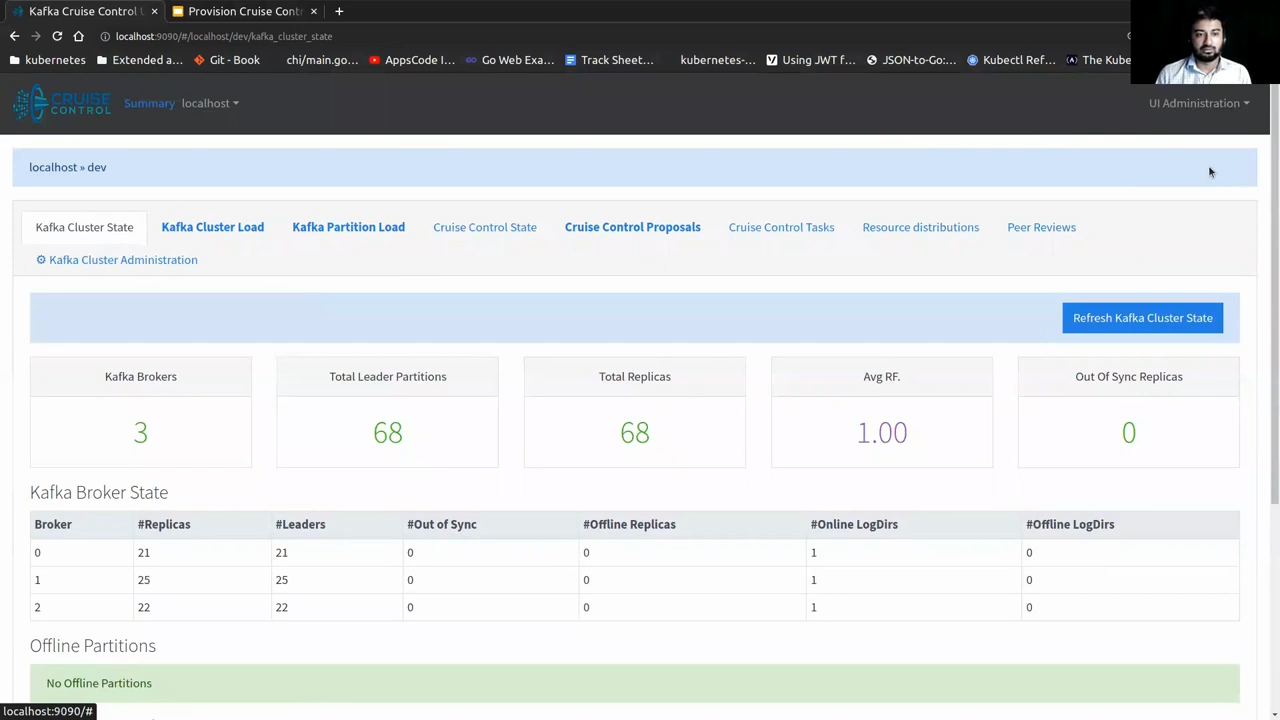 Kafka Cruise Control U
Provision Cruise Contr
localhost:9090/#/localhost/dev/kafka_cluster_state
kubernetes
Extended a...
Git - Book
chi/main.go...
AppsCode I...
Go Web Exa...
Track Sheet...
kubernetes-...
Using JWT f...
JSON-to-Go:...
Kubectl Ref...
The Kube
CRUISE
CONTROL
Summary
localhost
UI Administration
localhost » dev
Kafka Cluster State
Kafka Cluster Load
Kafka Partition Load
Cruise Control State
Cruise Control Proposals
Cruise Control Tasks
Resource distributions
Peer Reviews
Kafka Cluster Administration
Refresh Kafka Cluster State
Kafka Brokers
Total Leader Partitions
Total Replicas
Avg RF.
Out Of Sync Replicas
3
68
68
1.00
0
Kafka Broker State
Broker #Replicas #Leaders #Out of Sync #Offline Replicas #Online LogDirs #Offline LogDirs
0 21 21 0 0 1 0
1 25 25 0 0 1 0
2 22 22 0 0 1 0
Offline Partitions
No Offline Partitions
localhost:9090/#